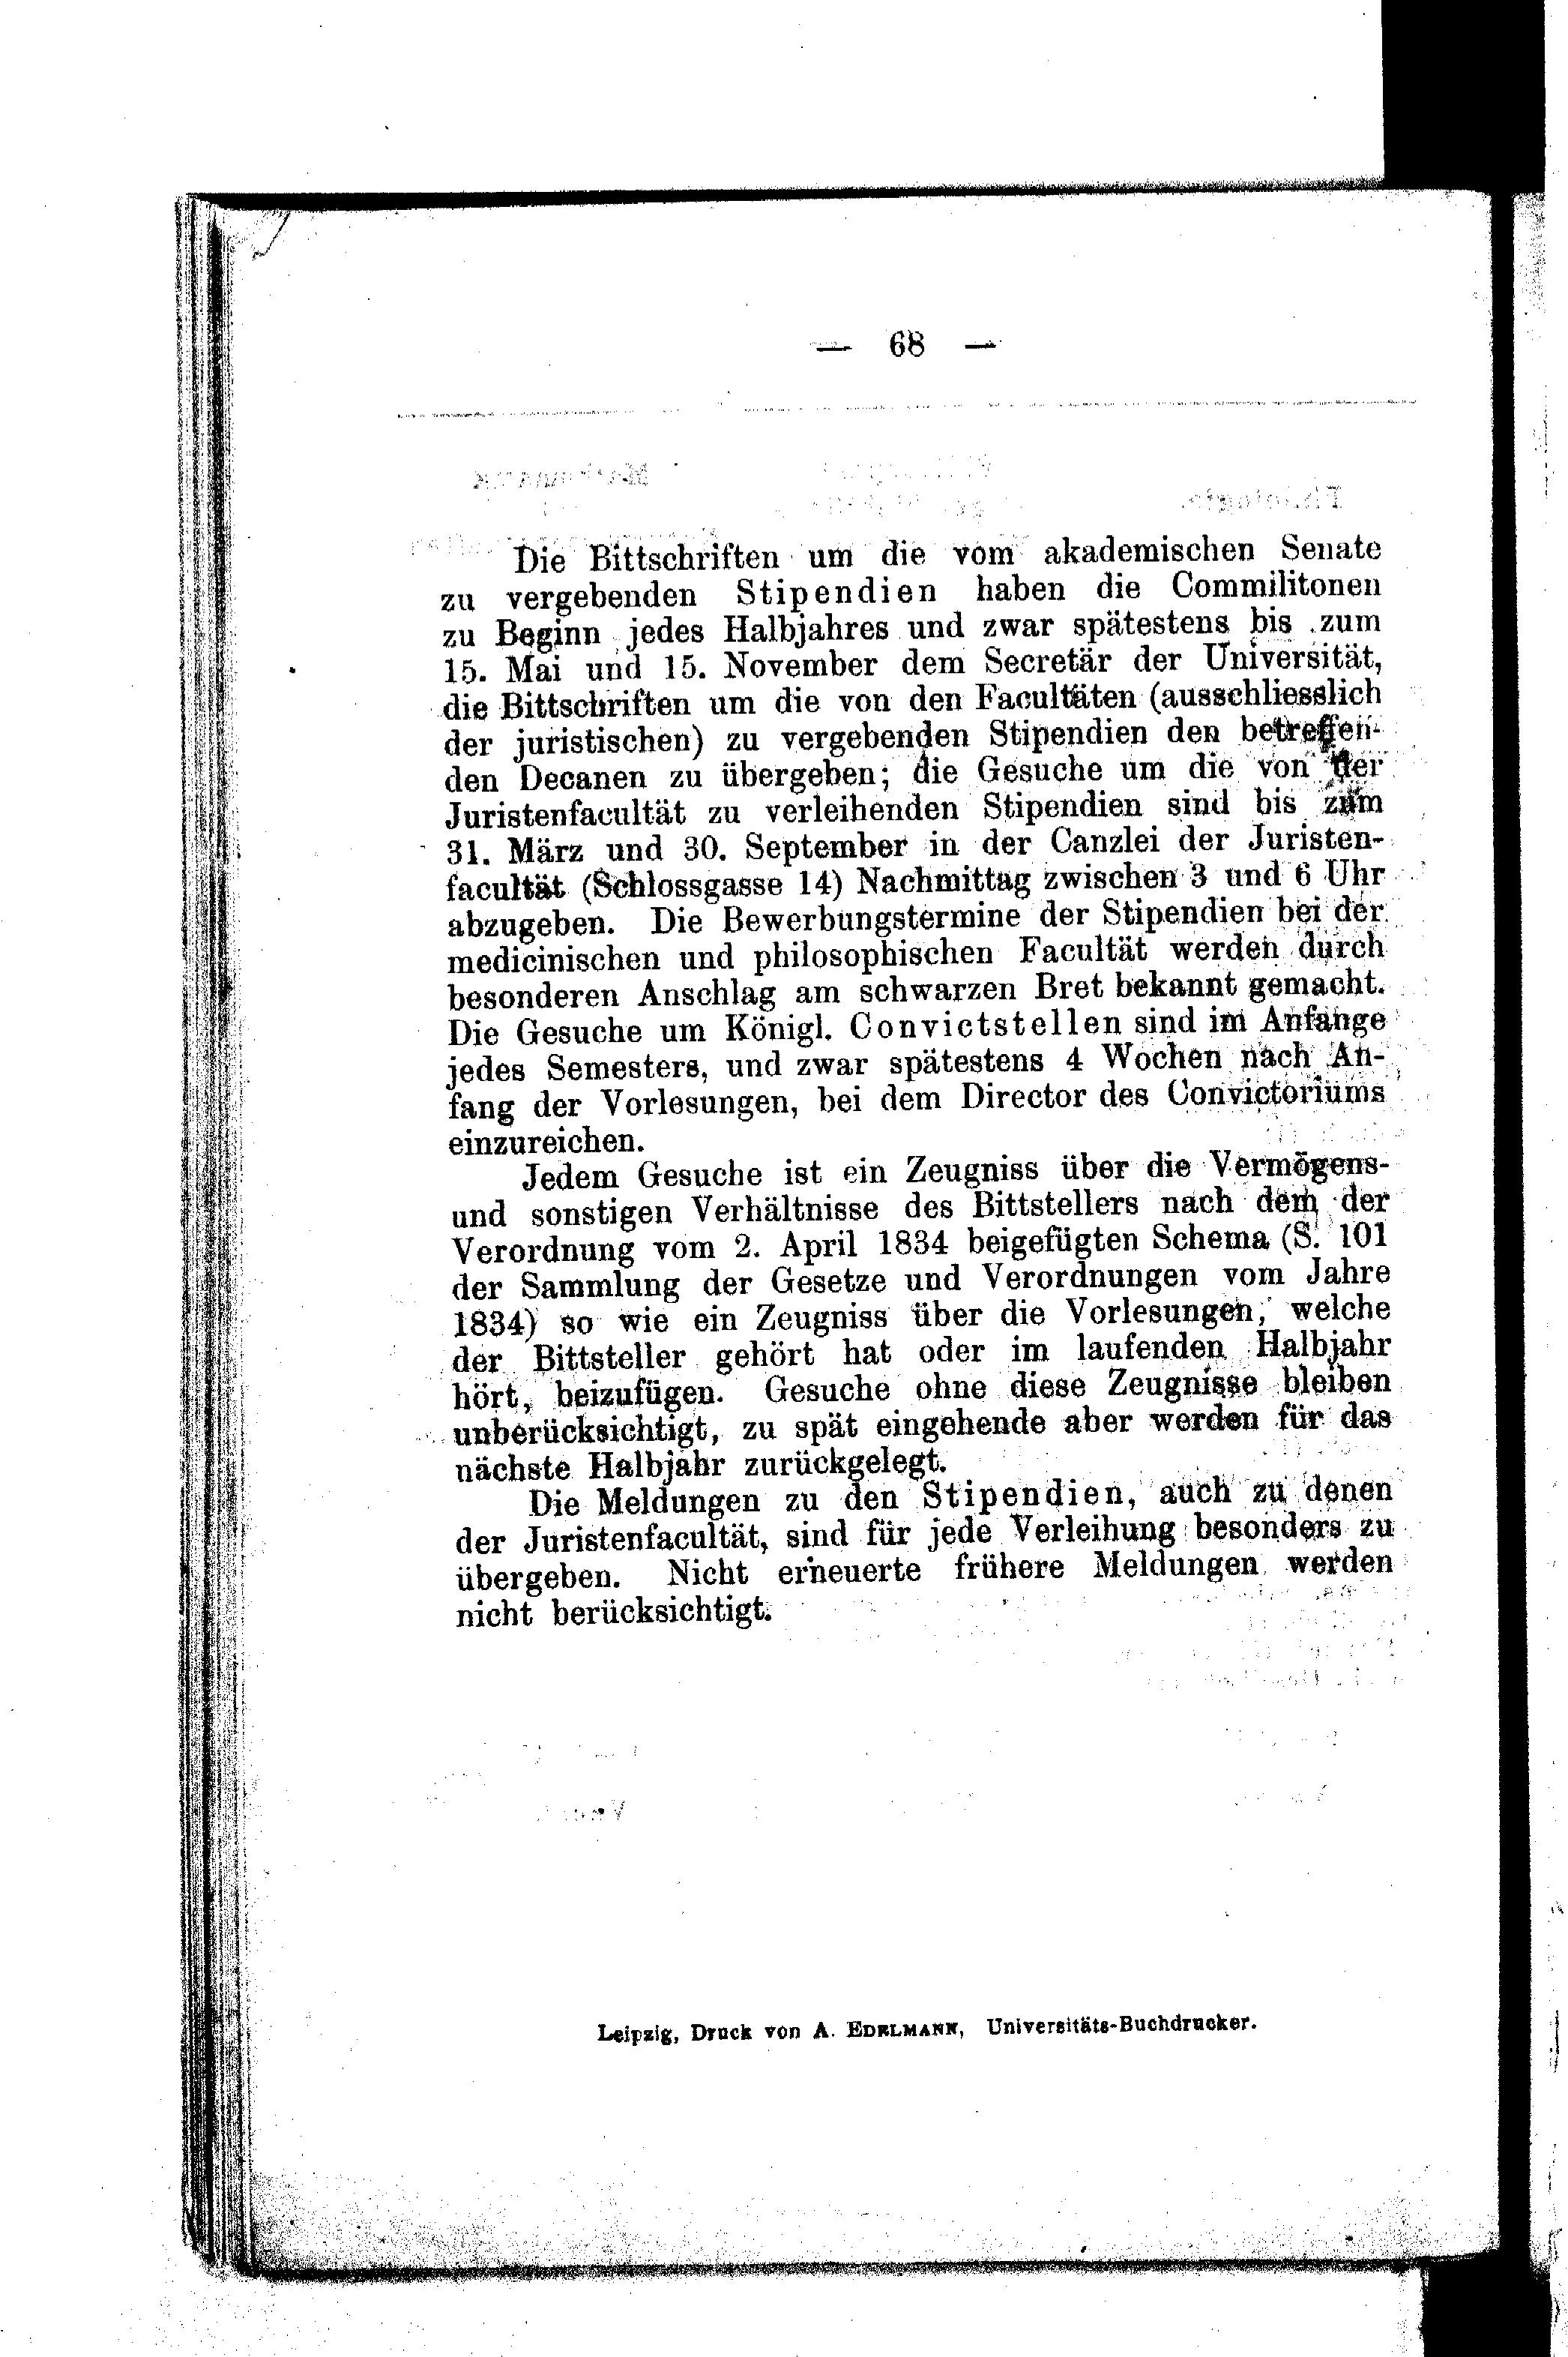 — 68 —
Die Bittschriften um die vom akademischen Senate
zu vergebenden Stipendien haben die Commilitonen
zu Beginn jedes Halbjahres und zwar spätestens bis zum
15. Mai und 15. November dem Secretär der Universität,
die Bittschriften um die von den Facultäten (ausschliesslich
der juristischen) zu vergebenden Stipendien den betreffen-
den Decanen zu übergeben; die Gesuche um die von der
Juristenfacultät zu verleihenden Stipendien sind bis zum
31. März und 30. September in der Canzlei der Juristen-
facultät (Schlossgasse 14) Nachmittag zwischen 3 und 6 Uhr
abzugeben. Die Bewerbungstermine der Stipendien bei der
medicinischen und philosophischen Facultät werden durch
besonderen Anschlag am schwarzen Bret bekannt gemacht.
Die Gesuche um Königl. Convictstellen sind im Anfange
jedes Semesters, und zwar spätestens 4 Wochen nach An-
fang der Vorlesungen, bei dem Director des Convictoriums
einzureichen.
Jedem Gesuche ist ein Zeugniss über die Vermögens-
und sonstigen Verhältnisse des Bittstellers nach dem der
Verordnung vom 2. April 1834 beigefügten Schema (S. 101
der Sammlung der Gesetze und Verordnungen vom Jahre
1834) so wie ein Zeugniss über die Vorlesungen, welche
der Bittsteller gehört hat oder im laufenden Halbjahr
hört, beizufügen. Gesuche ohne diese Zeugnisse bleiben
unberücksichtigt, zu spät eingehende aber werden für das
nächste Halbjahr zurückgelegt.
Die Meldungen zu den Stipendien, auch zu denen
der Juristenfacultät, sind für jede Verleihung besonders zu
übergeben. Nicht erneuerte frühere Meldungen werden
nicht berücksichtigt.
Leipzig, Druck von A. EDELMANN, Universitäts-Buchdrucker.